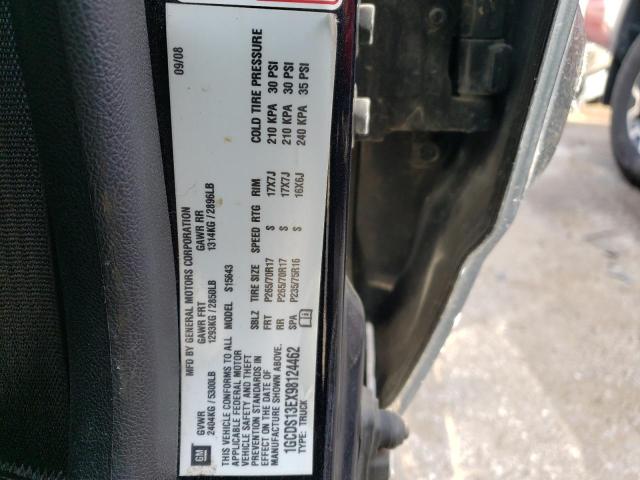 GM
MFD BY GENERAL MOTORS CORPORATION 09/08
GVWR GAWR FRT GAWR RR
2404KG / 5300LB 1293KG / 2850LB 1314KG / 2896LB
THIS VEHICLE CONFORMS TO ALL MODEL S15643
APPLICABLE FEDERAL MOTOR
VEHICLE SAFETY AND THEFT
PREVENTION STANDARDS IN
EFFECT ON THE DATE OF
MANUFACTURE SHOWN ABOVE.
1GCDS13EX98124462
TYPE: TRUCK
SBLZ TIRE SIZE SPEED RTG RIM COLD TIRE PRESSURE
FRT P265/70R17 S 17X7J 210 KPA 30 PSI
RR P265/70R17 S 17X7J 210 KPA 30 PSI
SPA P235/75R16 S 16X6J 240 KPA 35 PSI